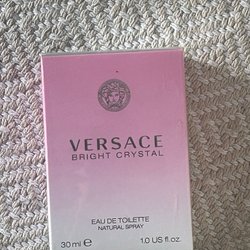 VERSACE
BRIGHT CRYSTAL
EAU DE TOILETTE
NATURAL SPRAY
30 ml ℮ 1.0 US fl.oz.